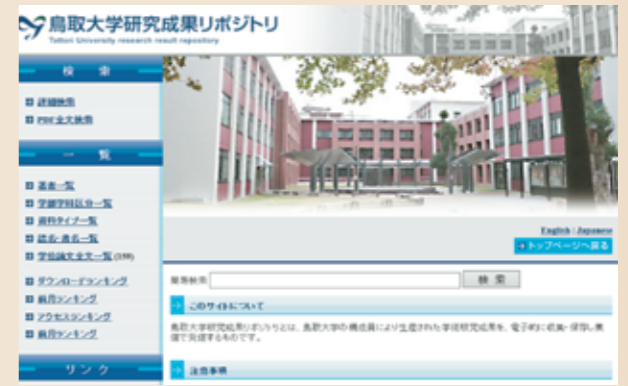 鳥取大学研究成果リポジトリ
Tottori University research result repository
検 索
詳細検索
PDF全文検索
一 覧
著者一覧
学部学科区分一覧
資料タイプ一覧
誌名・書名一覧
学位論文全文一覧(159)
ダウンロードランキング
前月ランキング
アクセスランキング
前月ランキング
リンク
English | Japanese
トップページへ戻る
簡易検索
検 索
このサイトについて
鳥取大学研究成果リポジトリとは、鳥取大学の構成員により生産された学術研究成果を、電子的に収集・保存し無
償で発信するものです。
注意事項